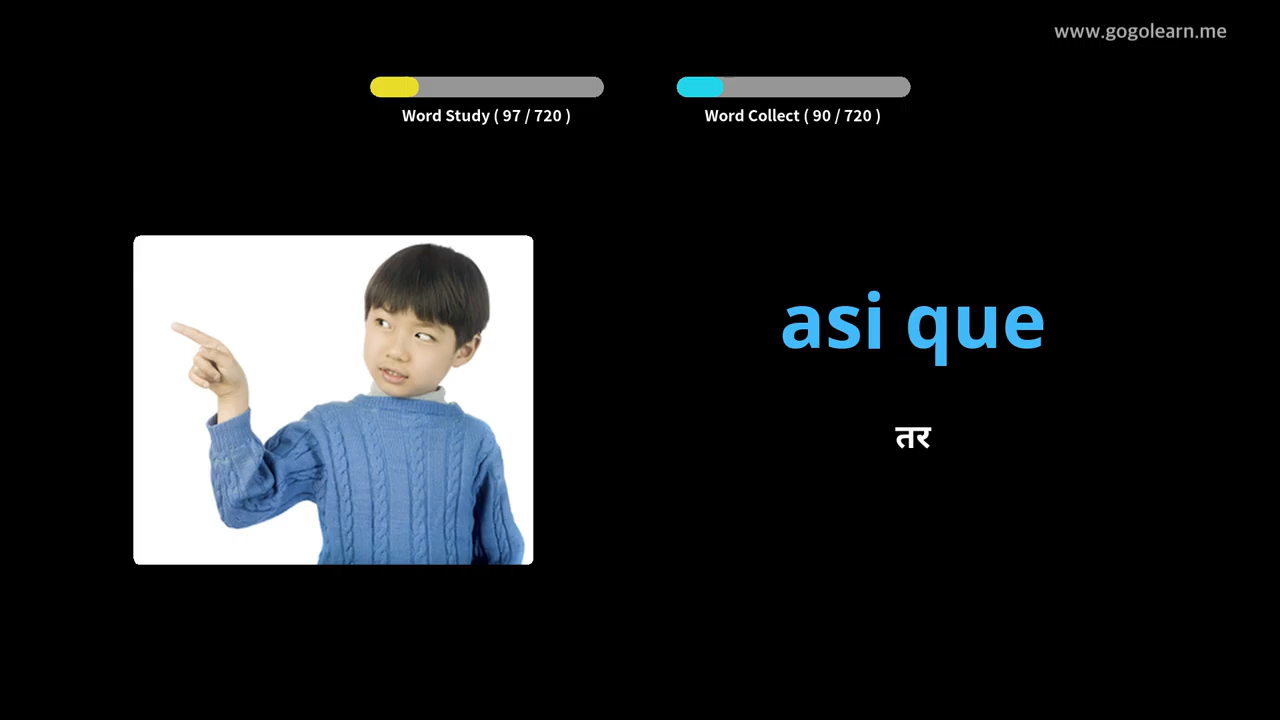 www.gogolearn.me
Word Study ( 97 / 720 )
Word Collect ( 90 / 720 )
asi que
तर